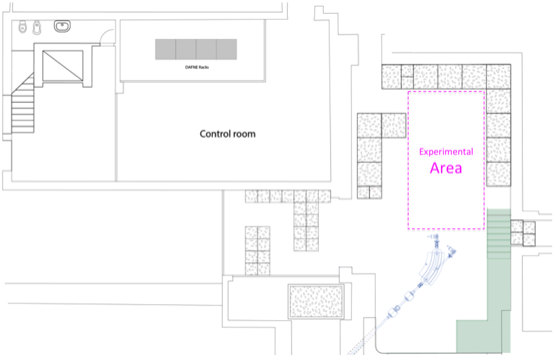 DAFNE Racks
Control room
Experimental
Area